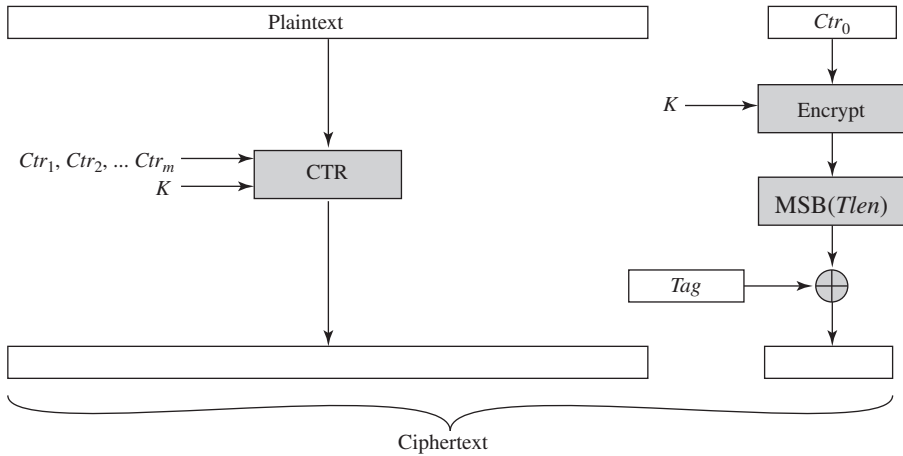 Plaintext
Ctr₀
K
Encrypt
Ctr₁, Ctr₂, ... Ctrₘ
K
CTR
MSB(Tlen)
Tag
Ciphertext